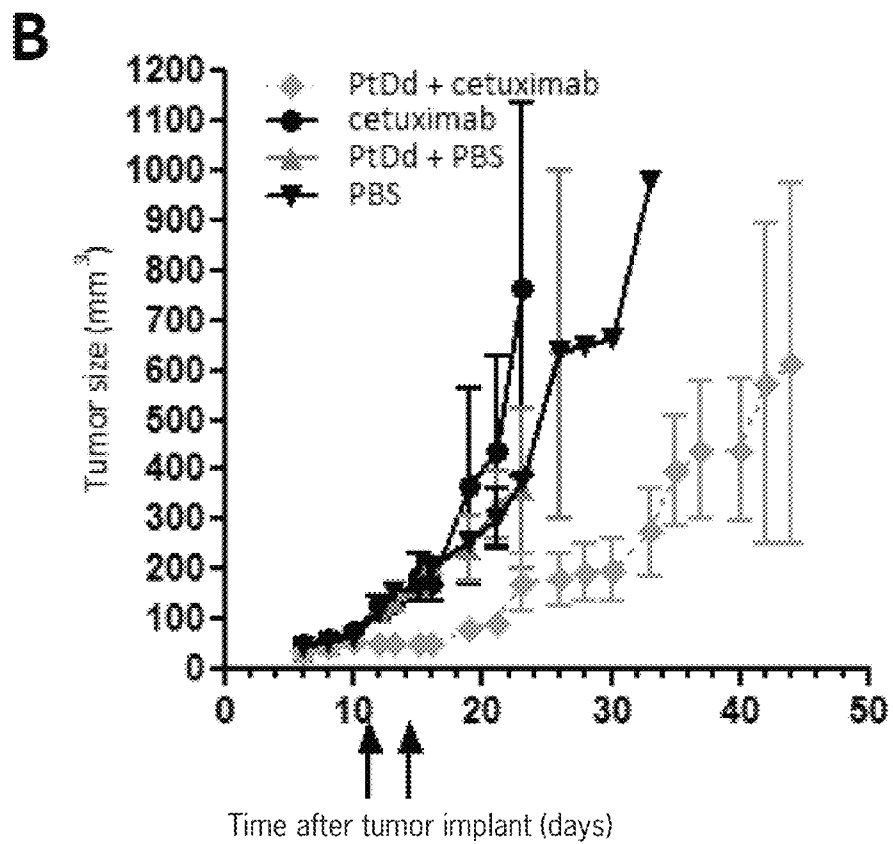 B
PtDd + cetuximab
cetuximab
PtDd + PBS
PBS
Tumor size (mm³)
1200
1100
1000
900
800
700
600
500
400
300
200
100
0
0 10 20 30 40 50
Time after tumor implant (days)